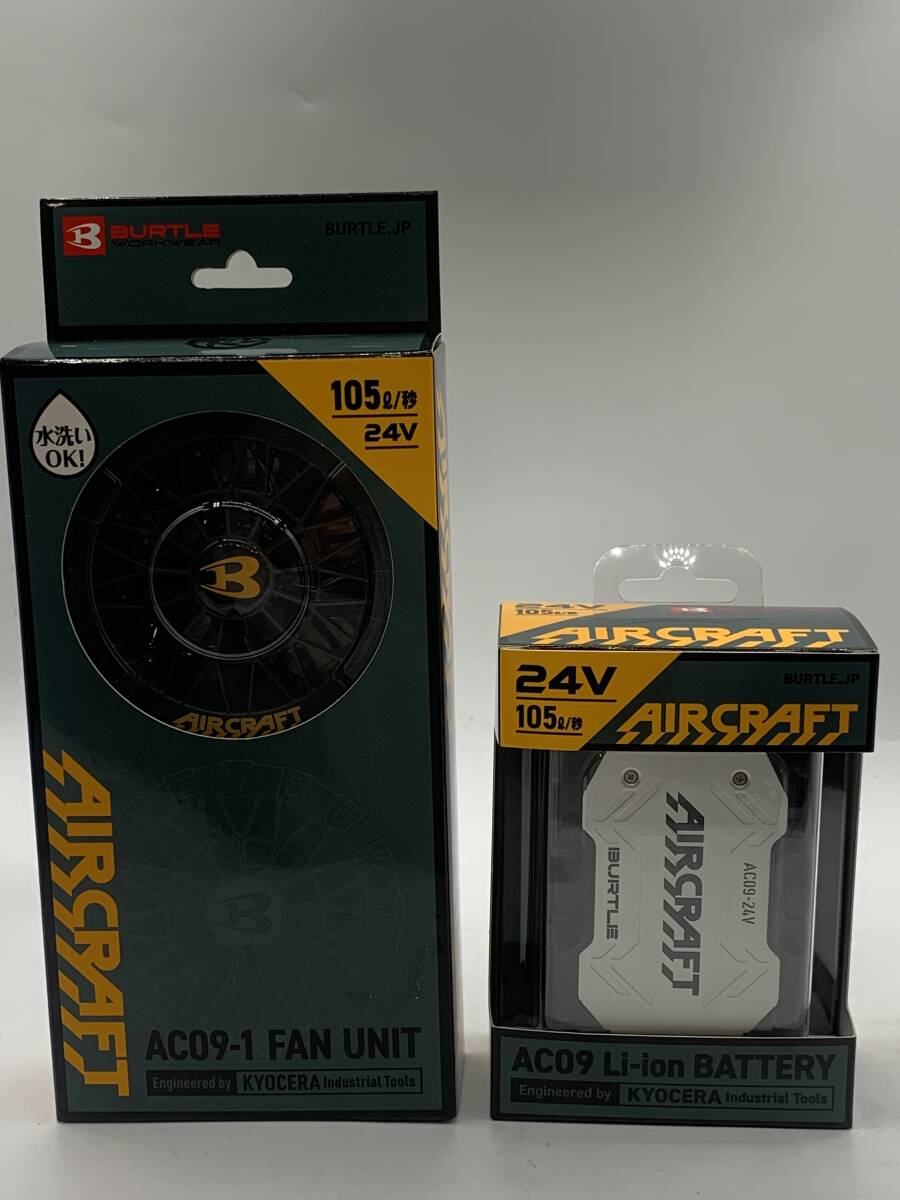 BURTLE
WORKWEAR
BURTLE.JP
105ℓ/秒
24V
水洗い
OK!
B
AIRCRAFT
AIRCRAFT
AC09-1 FAN UNIT
Engineered by KYOCERA Industrial Tools
24V
105ℓ/秒
AIRCRAFT
24V
105ℓ/秒
BURTLE.JP
AIRCRAFT
BURTLE
AIRCRAFT
AC09-24V
AC09 Li-ion BATTERY
Engineered by KYOCERA Industrial Tools